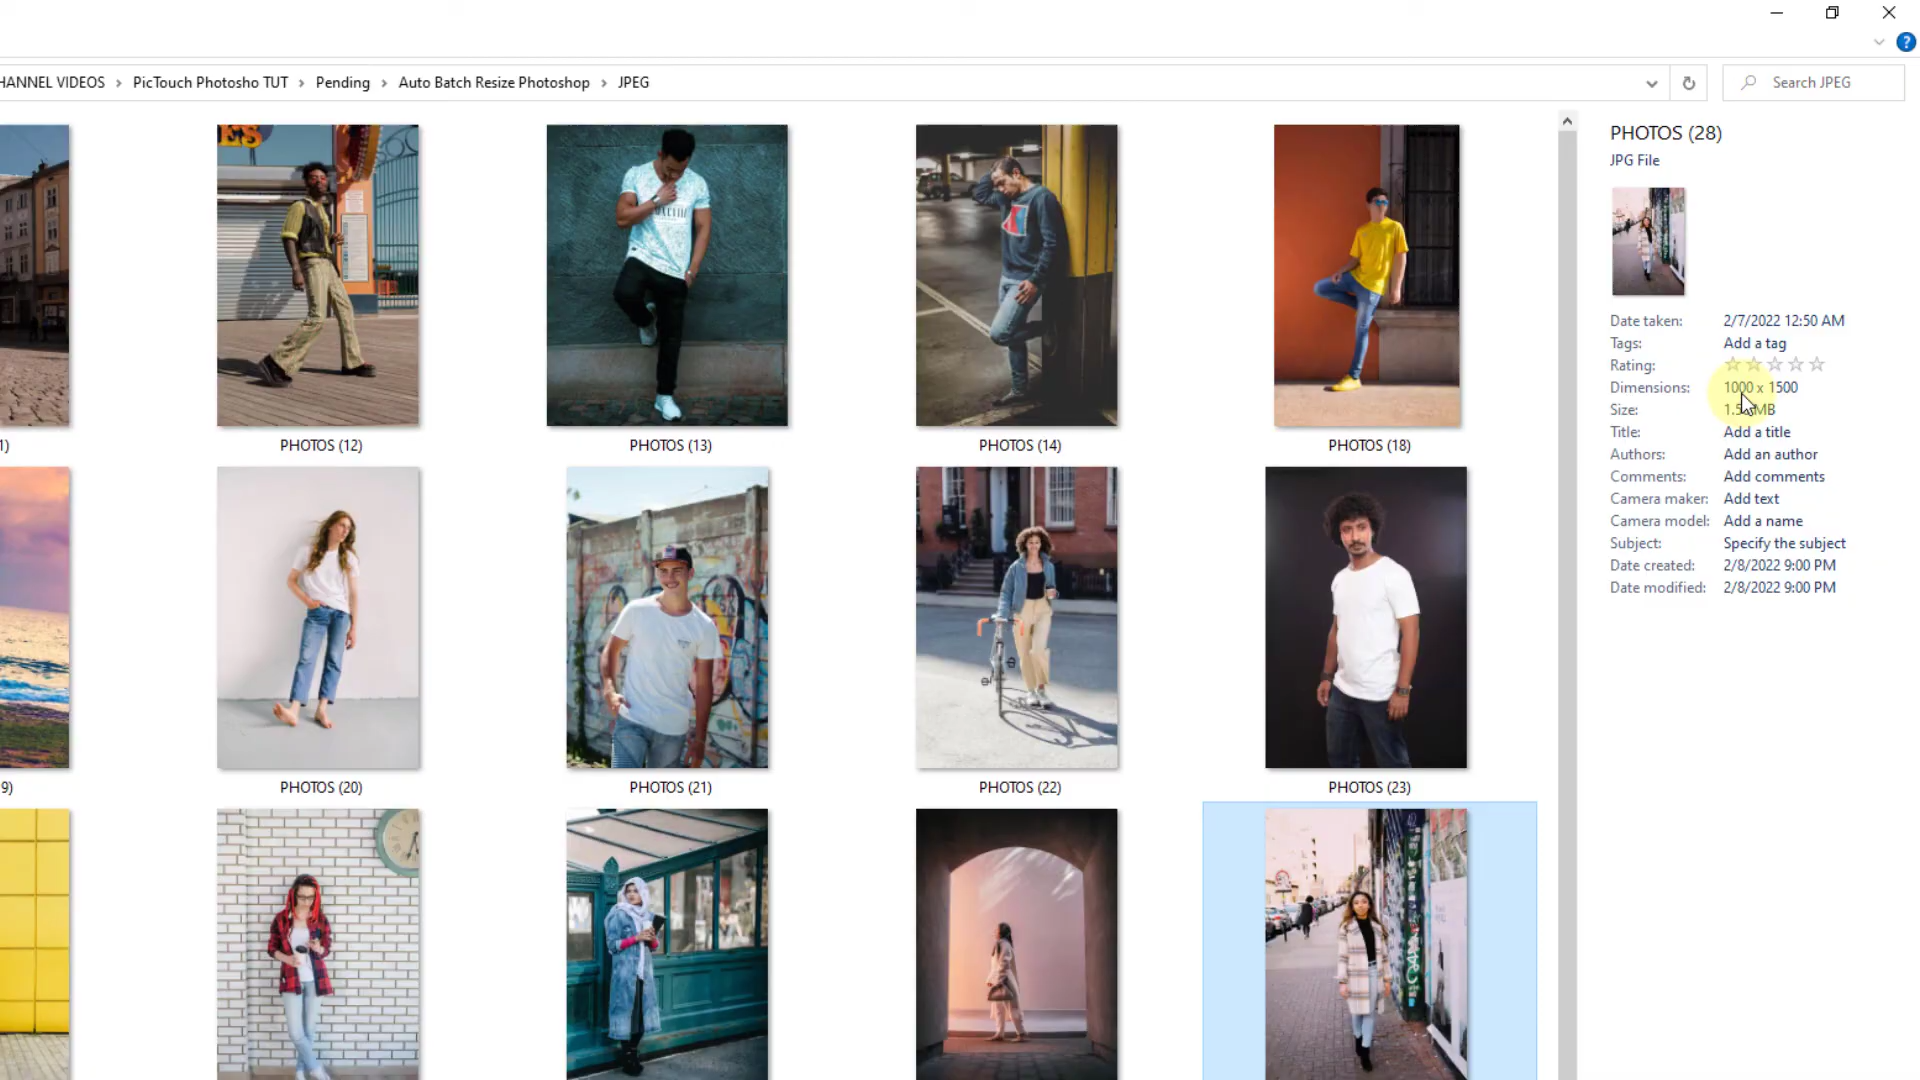 HANNEL VIDEOS › PicTouch Photosho TUT › Pending › Auto Batch Resize Photoshop › JPEG
Search JPEG
PHOTOS (28)
JPG File
Date taken: 2/7/2022 12:50 AM
Tags: Add a tag
Rating:
Dimensions: 1000 x 1500
Size: MB
Title: Add a title
Authors: Add an author
Comments: Add comments
Camera maker: Add text
Camera model: Add a name
Subject: Specify the subject
Date created: 2/8/2022 9:00 PM
Date modified: 2/8/2022 9:00 PM
ES
1) PHOTOS (12) PHOTOS (13) PHOTOS (14) PHOTOS (18)
9) PHOTOS (20) PHOTOS (21) PHOTOS (22) PHOTOS (23)